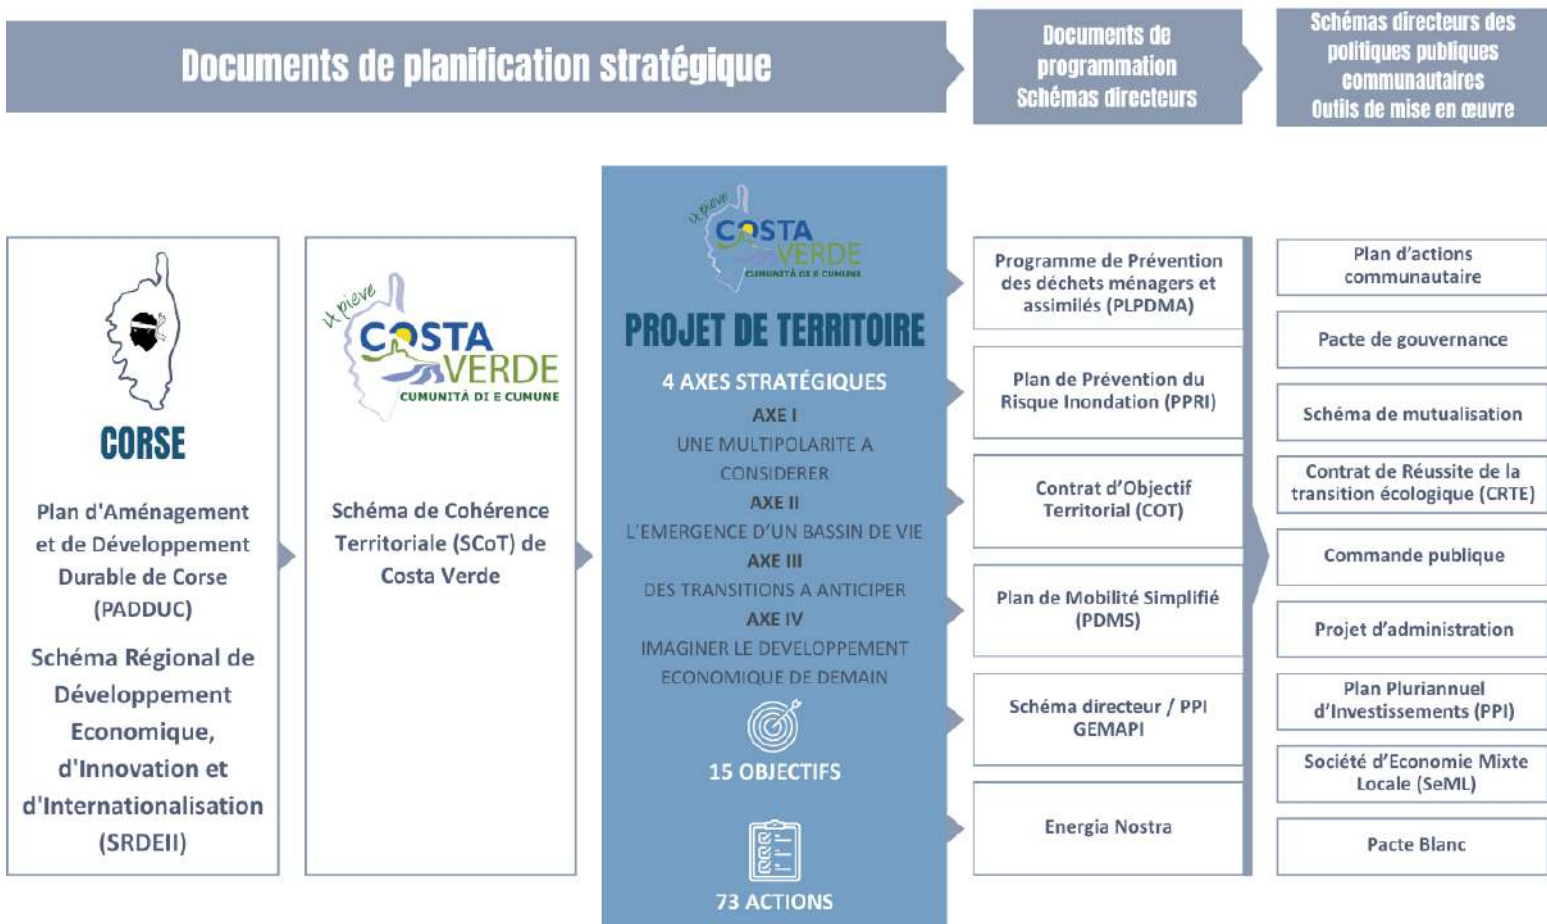 Documents de planification stratégique
Documents de
programmation
Schémas directeurs
Schémas directeurs des
politiques publiques
communautaires
Outils de mise en œuvre
CORSE
Plan d'Aménagement
et de Développement
Durable de Corse
(PADDUC)
Schéma Régional de
Développement
Economique,
d'Innovation et
d'Internationalisation
(SRDEII)
A pieve
COSTA
VERDE
CUMUNITÀ DI E CUMUNE
Schéma de Cohérence
Territoriale (SCoT) de
Costa Verde
A pieve
COSTA
VERDE
CUMUNITÀ DI E CUMUNE
PROJET DE TERRITOIRE
4 AXES STRATÉGIQUES
AXE I
UNE MULTIPOLARITE A
CONSIDERER
AXE II
L'EMERGENCE D'UN BASSIN DE VIE
AXE III
DES TRANSITIONS A ANTICIPER
AXE IV
IMAGINER LE DEVELOPPEMENT
ECONOMIQUE DE DEMAIN
15 OBJECTIFS
73 ACTIONS
Programme de Prévention
des déchets ménagers et
assimilés (PLPDMA)
Plan de Prévention du
Risque Inondation (PPRI)
Contrat d'Objectif
Territorial (COT)
Plan de Mobilité Simplifié
(PDMS)
Schéma directeur / PPI
GEMAPI
Energia Nostra
Plan d'actions
communautaire
Pacte de gouvernance
Schéma de mutualisation
Contrat de Réussite de la
transition écologique (CRTE)
Commande publique
Projet d'administration
Plan Pluriannuel
d'Investissements (PPI)
Société d'Economie Mixte
Locale (SeML)
Pacte Blanc